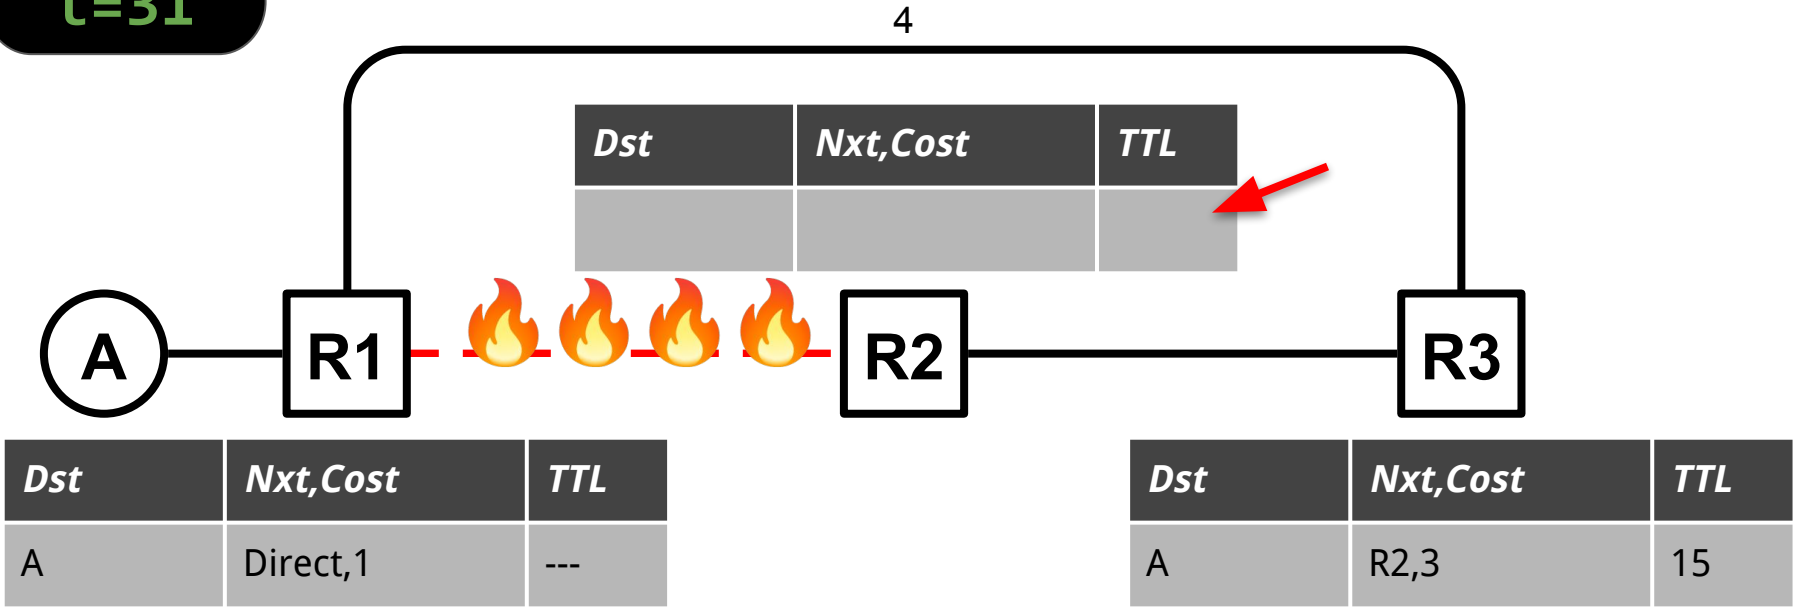 t=31
4
Dst Nxt,Cost TTL
A R1 R2 R3
Dst Nxt,Cost TTL
A Direct,1 ---
Dst Nxt,Cost TTL
A R2,3 15